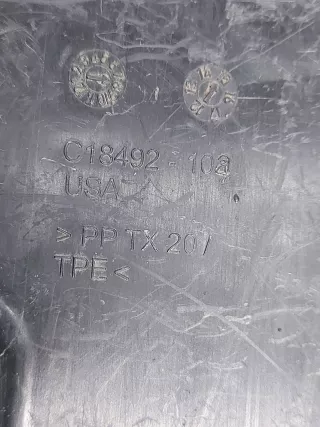 C18492 - 103
USA
> PP TX 20/
TPE <